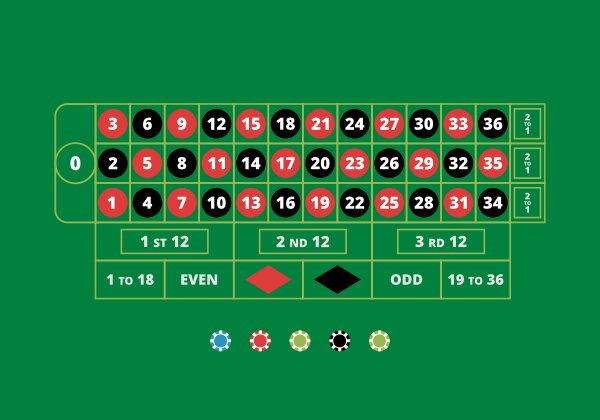 3 6 9 12 15 18 21 24 27 30 33 36 2 TO 1
0 2 5 8 11 14 17 20 23 26 29 32 35 2 TO 1
1 4 7 10 13 16 19 22 25 28 31 34 2 TO 1
1 ST 12 2 ND 12 3 RD 12
1 TO 18 EVEN ODD 19 TO 36